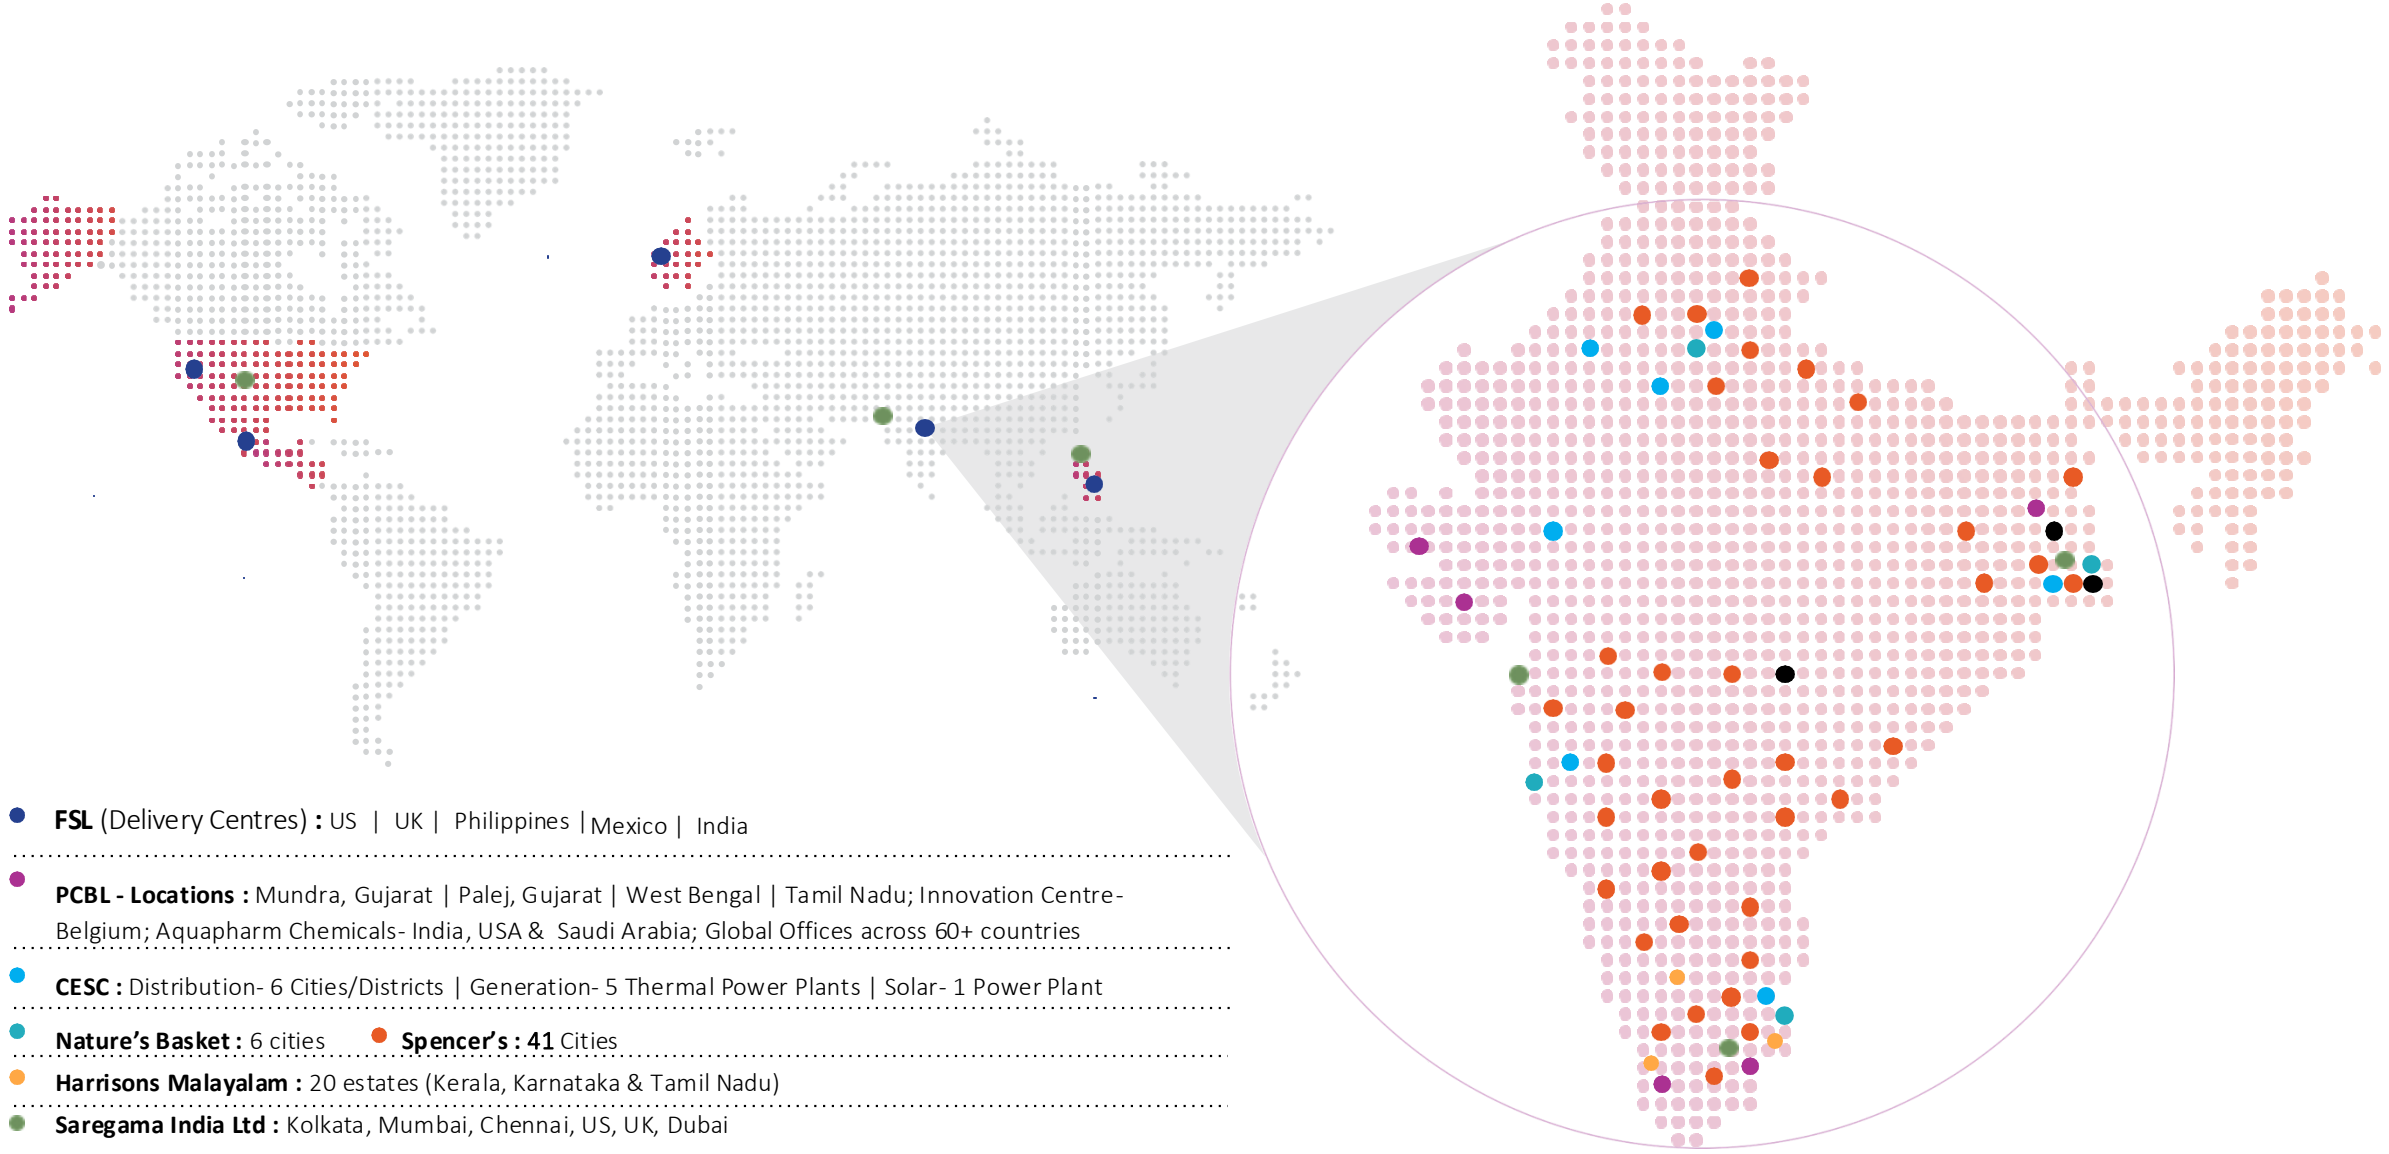 FSL (Delivery Centres) : US | UK | Philippines | Mexico | India
PCBL - Locations : Mundra, Gujarat | Palej, Gujarat | West Bengal | Tamil Nadu; Innovation Centre-
Belgium; Aquapharm Chemicals- India, USA & Saudi Arabia; Global Offices across 60+ countries
CESC : Distribution- 6 Cities/Districts | Generation- 5 Thermal Power Plants | Solar- 1 Power Plant
Nature’s Basket : 6 cities Spencer’s : 41 Cities
Harrisons Malayalam : 20 estates (Kerala, Karnataka & Tamil Nadu)
Saregama India Ltd : Kolkata, Mumbai, Chennai, US, UK, Dubai